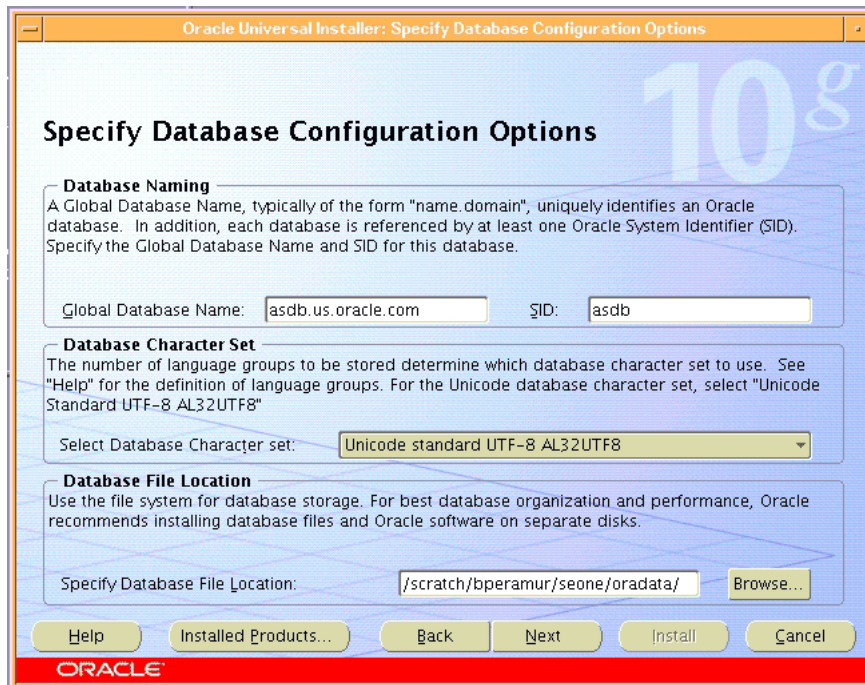 Oracle Universal Installer: Specify Database Configuration Options
10g
Specify Database Configuration Options
Database Naming
A Global Database Name, typically of the form "name.domain", uniquely identifies an Oracle
database. In addition, each database is referenced by at least one Oracle System Identifier (SID).
Specify the Global Database Name and SID for this database.
Global Database Name: asdb.us.oracle.com SID: asdb
Database Character Set
The number of language groups to be stored determine which database character set to use. See
"Help" for the definition of language groups. For the Unicode database character set, select "Unicode
Standard UTF-8 AL32UTF8"
Select Database Character set: Unicode standard UTF-8 AL32UTF8
Database File Location
Use the file system for database storage. For best database organization and performance, Oracle
recommends installing database files and Oracle software on separate disks.
Specify Database File Location: /scratch/bperamur/seone/oradata/ Browse...
Help Installed Products... Back Next Install Cancel
ORACLE